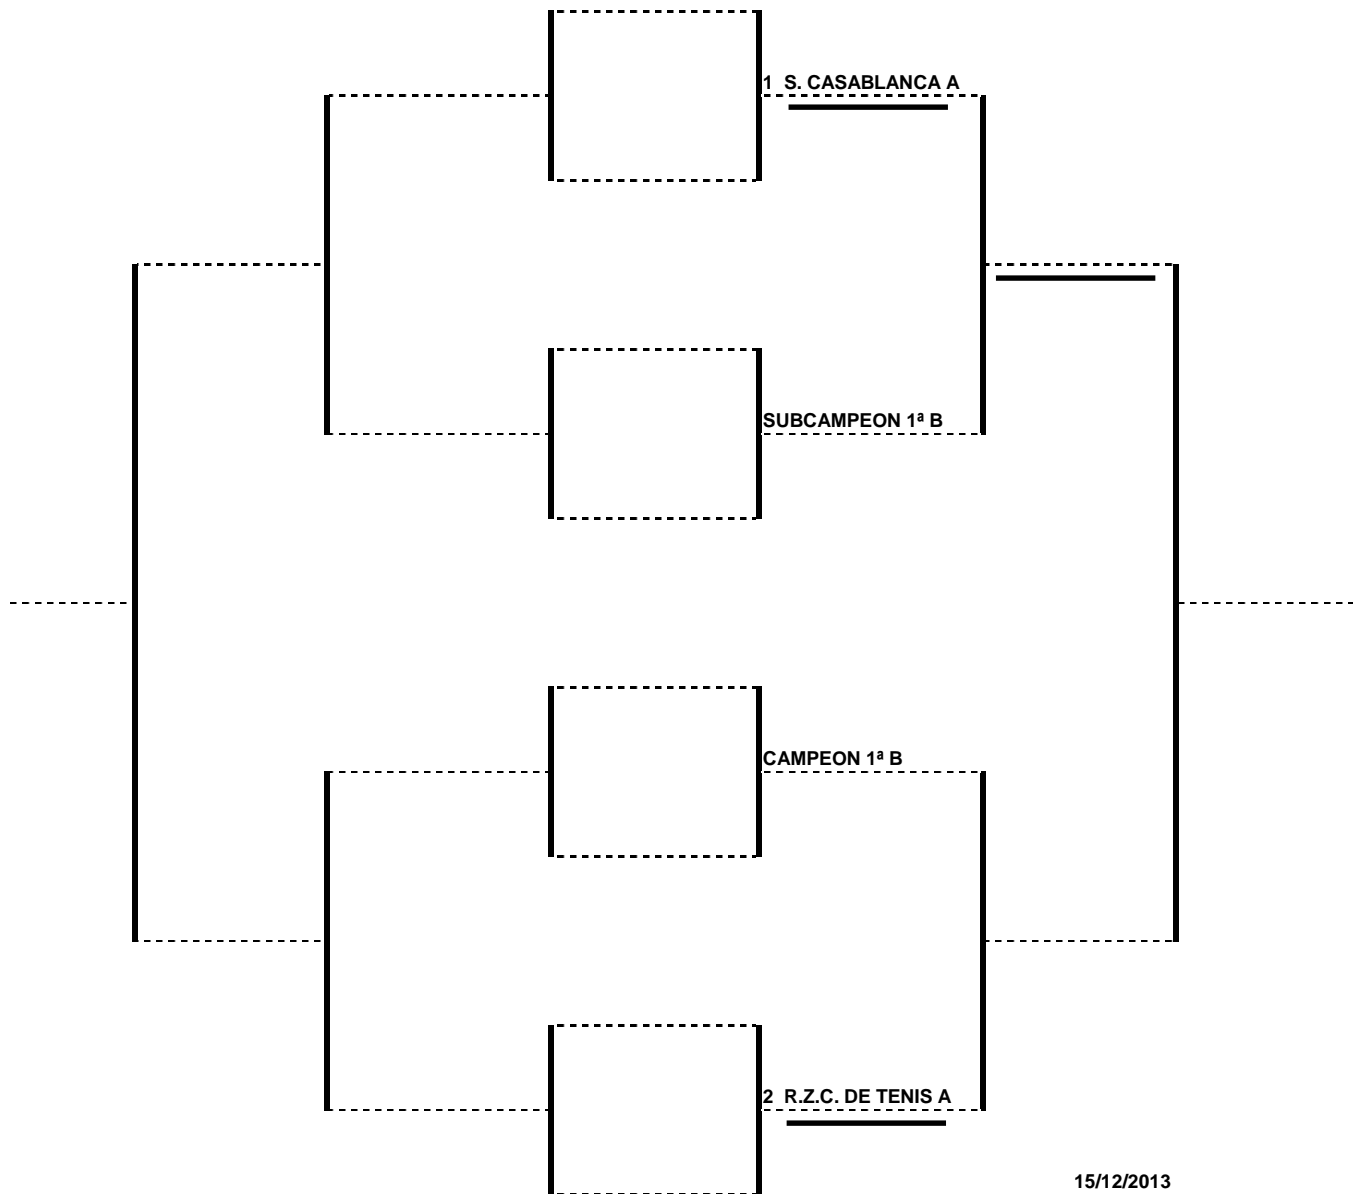 1 S. CASABLANCA A
SUBCAMPEON 1ª B
CAMPEON 1ª B
2 R.Z.C. DE TENIS A
15/12/2013